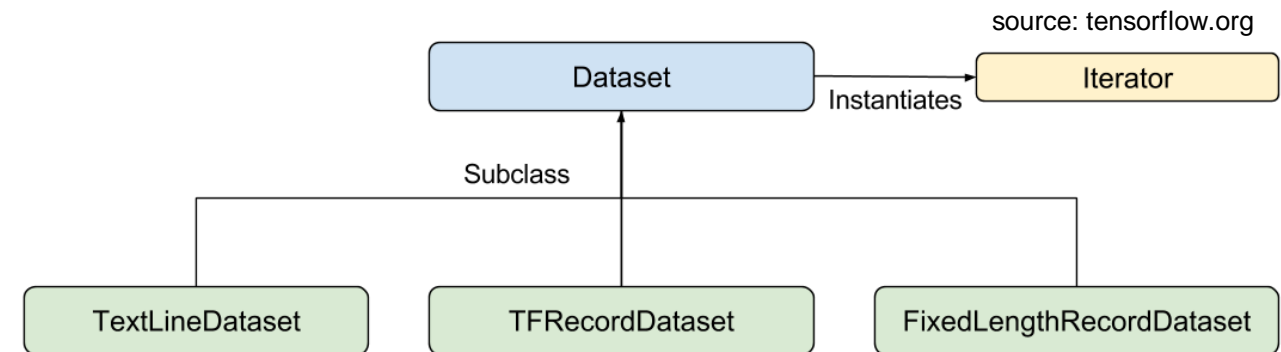 source: tensorflow.org
Dataset
Iterator
Instantiates
Subclass
TextLineDataset
TFRecordDataset
FixedLengthRecordDataset